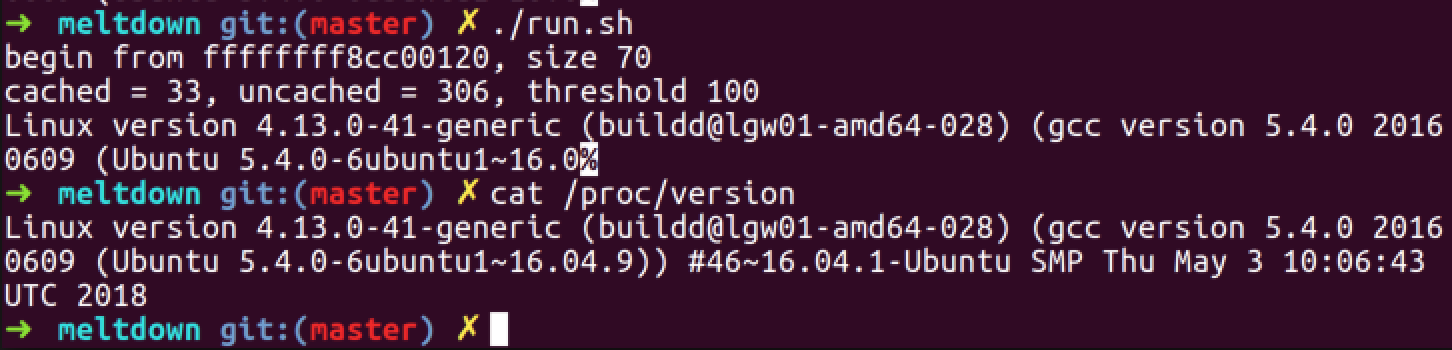 ➜ meltdown git:(master) ✗ ./run.sh
begin from ffffffff8cc00120, size 70
cached = 33, uncached = 306, threshold 100
Linux version 4.13.0-41-generic (buildd@lgw01-amd64-028) (gcc version 5.4.0 2016
0609 (Ubuntu 5.4.0-6ubuntu1~16.0%
➜ meltdown git:(master) ✗ cat /proc/version
Linux version 4.13.0-41-generic (buildd@lgw01-amd64-028) (gcc version 5.4.0 2016
0609 (Ubuntu 5.4.0-6ubuntu1~16.04.9)) #46~16.04.1-Ubuntu SMP Thu May 3 10:06:43
UTC 2018
➜ meltdown git:(master) ✗